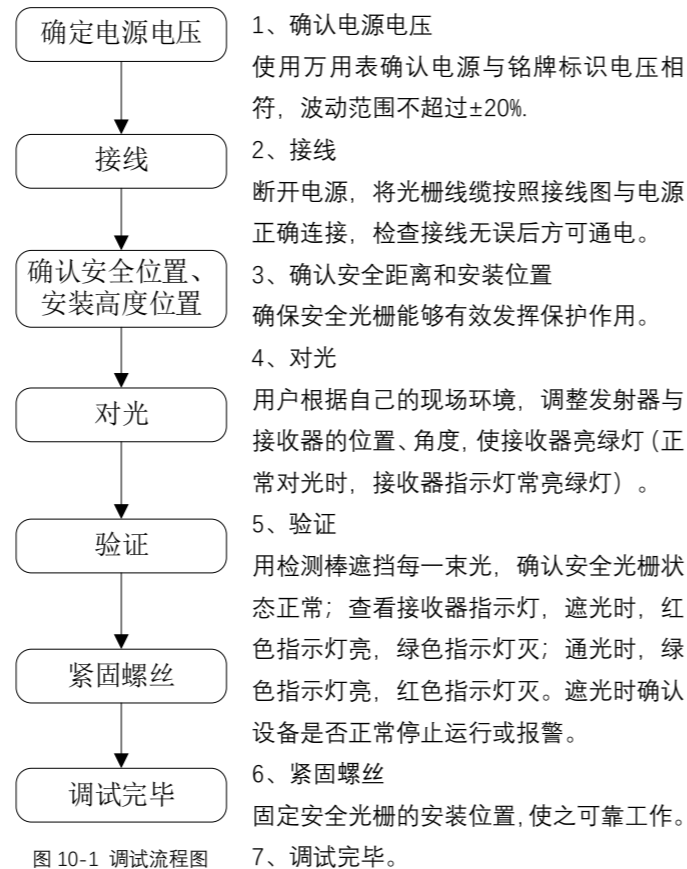 确定电源电压
接线
确认安全位置、
安装高度位置
对光
验证
紧固螺丝
调试完毕
图 10-1 调试流程图
1、确认电源电压
使用万用表确认电源与铭牌标识电压相
符，波动范围不超过±20%.
2、接线
断开电源，将光栅线缆按照接线图与电源
正确连接，检查接线无误后方可通电。
3、确认安全距离和安装位置
确保安全光栅能够有效发挥保护作用。
4、对光
用户根据自己的现场环境，调整发射器与
接收器的位置、角度，使接收器亮绿灯（正
常对光时，接收器指示灯常亮绿灯）。
5、验证
用检测棒遮挡每一束光，确认安全光栅状
态正常；查看接收器指示灯，遮光时，红
色指示灯亮，绿色指示灯灭；通光时，绿
色指示灯亮，红色指示灯灭。遮光时确认
设备是否正常停止运行或报警。
6、紧固螺丝
固定安全光栅的安装位置，使之可靠工作。
7、调试完毕。